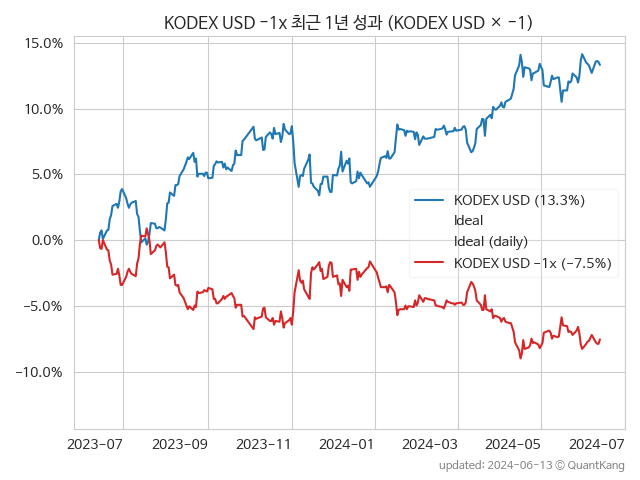 KODEX USD −1x 최근 1년 성과 (KODEX USD × −1)
15.0%
10.0%
5.0%
0.0%
−5.0%
−10.0%
KODEX USD (13.3%)
Ideal
Ideal (daily)
KODEX USD −1x (−7.5%)
2023-07
2023-09
2023-11
2024-01
2024-03
2024-05
2024-07
updated: 2024-06-13 © QuantKang